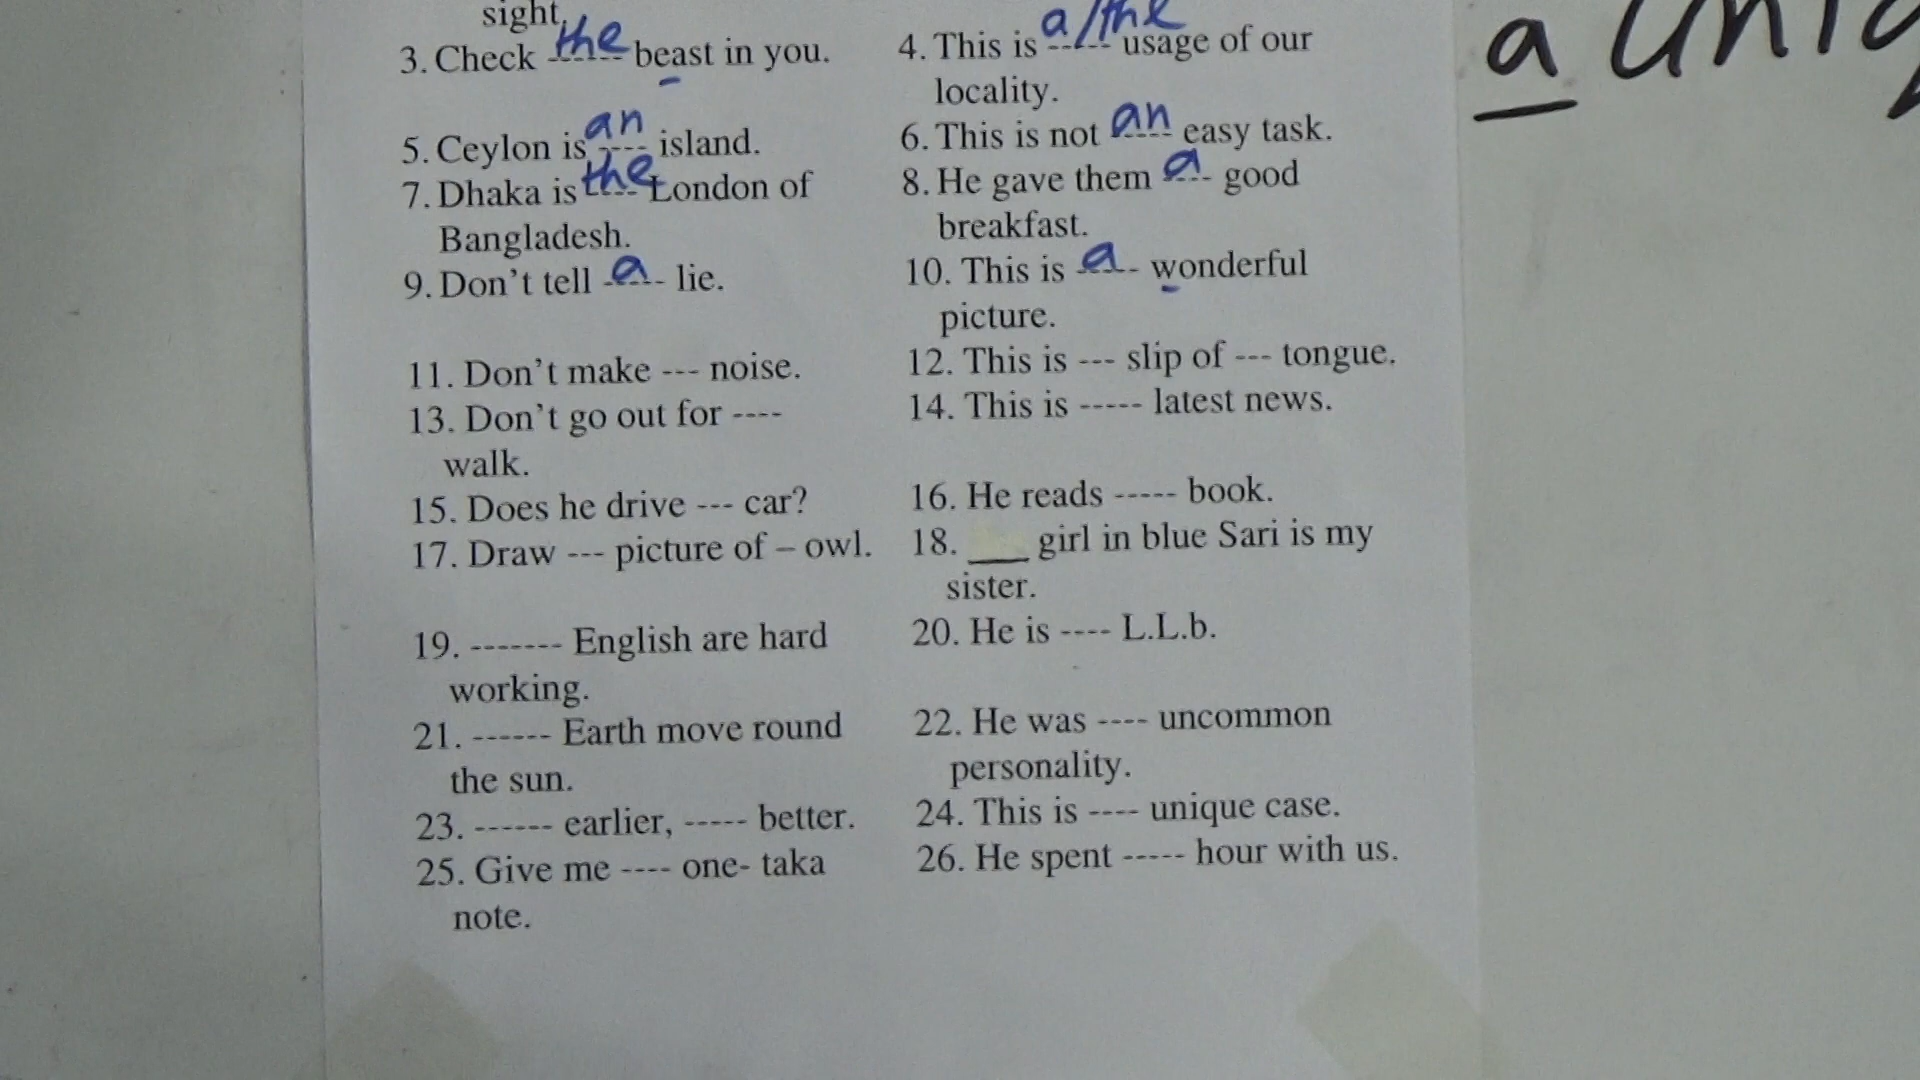 sight.
3. Check the beast in you.
4. This is a/the usage of our
locality.
5. Ceylon is an island.
6. This is not an easy task.
7. Dhaka is the London of
Bangladesh.
8. He gave them a good
breakfast.
9. Don't tell a lie.
10. This is a wonderful
picture.
11. Don't make --- noise.
12. This is --- slip of --- tongue.
13. Don't go out for ----
walk.
14. This is ----- latest news.
15. Does he drive --- car?
16. He reads ----- book.
17. Draw --- picture of – owl.
18. ___ girl in blue Sari is my
sister.
19. ------- English are hard
working.
20. He is ---- L.L.b.
21. ------ Earth move round
the sun.
22. He was ---- uncommon
personality.
23. ------ earlier, ----- better.
24. This is ---- unique case.
25. Give me ---- one- taka
note.
26. He spent ----- hour with us.
a